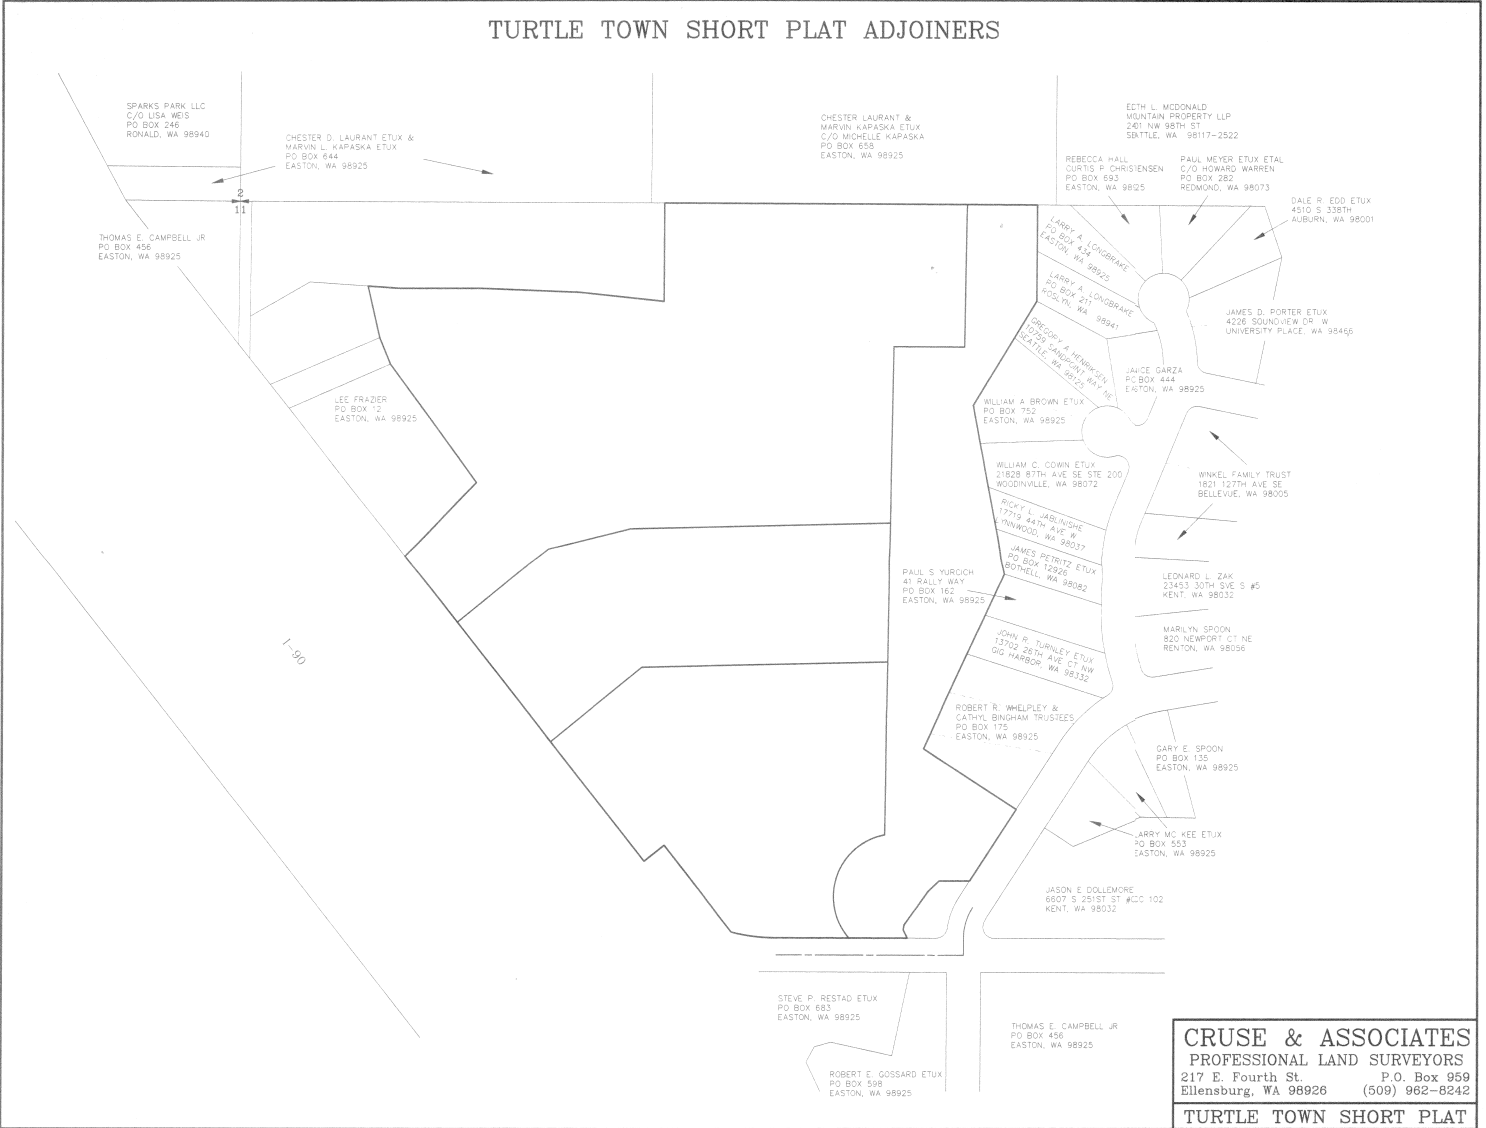 TURTLE TOWN SHORT PLAT ADJOINERS
SPARKS PARK LLC
C/O LISA WEIS
PO BOX 246
RONALD, WA 98940
CHESTER D. LAURANT ETUX &
MARVIN L. KAPASKA ETUX
PO BOX 644
EASTON, WA 98925
CHESTER LAURANT &
MARVIN KAPASKA ETUX
C/O MICHELLE KAPASKA
PO BOX 658
EASTON, WA 98925
EDTH L. MCDONALD
MOUNTAIN PROPERTY LLP
2401 NW 98TH ST
SEATTLE, WA 98117-2522
REBECCA HALL
CURTIS P CHRISTENSEN
PO BOX 693
EASTON, WA 98925
PAUL MEYER ETUX ETAL
C/O HOWARD WARREN
PO BOX 282
REDMOND, WA 98073
DALE R. EDD ETUX
4510 S 338TH
AUBURN, WA 98001
2
11
THOMAS E. CAMPBELL JR
PO BOX 456
EASTON, WA 98925
LARRY A. LONGBRAKE
PO BOX 434
EASTON, WA 98925
LARRY A. LONGBRAKE
PO BOX 211
ROSLYN, WA 98941
GREGORY A HENRIKSEN
10759 SANDPOINT WAY NE
SEATTLE, WA 98125
JAMES D. PORTER ETUX
4226 SOUNDVIEW DR W
UNIVERSITY PLACE, WA 98466
JANICE GARZA
PO BOX 444
EASTON, WA 98925
LEE FRAZIER
PO BOX 12
EASTON, WA 98925
WILLIAM A BROWN ETUX
PO BOX 752
EASTON, WA 98925
WILLIAM C. COWIN ETUX
21828 87TH AVE SE STE 200
WOODINVILLE, WA 98072
WINKEL FAMILY TRUST
1821 127TH AVE SE
BELLEVUE, WA 98005
RICKY L. JABLINISHE
17719 44TH AVE W
LYNNWOOD, WA 98037
JAMES PETRITZ ETUX
PO BOX 12926
BOTHELL, WA 98082
PAUL S YURCICH
41 RALLY WAY
PO BOX 162
EASTON, WA 98925
LEONARD L. ZAK
23453 30TH SVE S #5
KENT, WA 98032
MARILYN SPOON
820 NEWPORT CT NE
RENTON, WA 98056
JOHN R. TURNLEY ETUX
13702 26TH AVE CT NW
GIG HARBOR, WA 98332
I-90
ROBERT R. WHELPLEY &
CATHYL BINGHAM TRUSTEES
PO BOX 175
EASTON, WA 98925
GARY E. SPOON
PO BOX 135
EASTON, WA 98925
LARRY MC KEE ETUX
PO BOX 553
EASTON, WA 98925
JASON E DOLLEMORE
6607 S 251ST ST 102
KENT, WA 98032
STEVE P. RESTAD ETUX
PO BOX 683
EASTON, WA 98925
THOMAS E. CAMPBELL JR
PO BOX 456
EASTON, WA 98925
ROBERT E. GOSSARD ETUX
PO BOX 598
EASTON, WA 98925
CRUSE & ASSOCIATES
PROFESSIONAL LAND SURVEYORS
217 E. Fourth St. P.O. Box 959
Ellensburg, WA 98926 (509) 962-8242
TURTLE TOWN SHORT PLAT